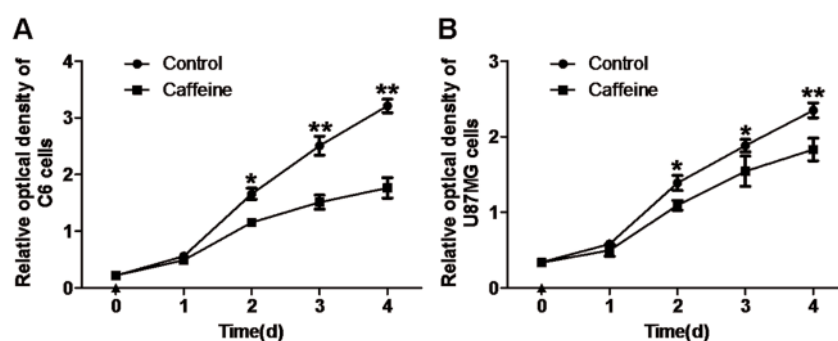 A
Relative optical density of
C6 cells
4
3
2
1
0
Control
Caffeine
*
**
**
0 1 2 3 4
Time(d)
B
Relative optical density of
U87MG cells
3
2
1
0
Control
Caffeine
*
*
**
0 1 2 3 4
Time(d)